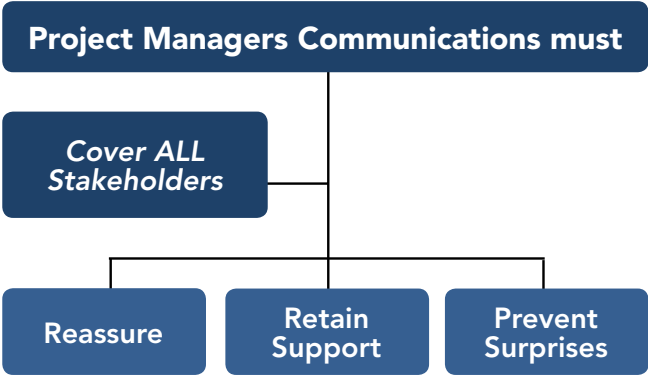 Project Managers Communications must
Cover ALL
Stakeholders
Reassure
Retain
Support
Prevent
Surprises